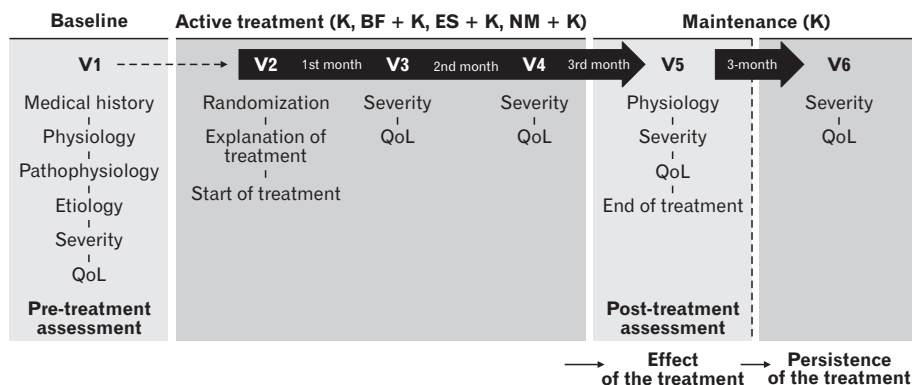 Baseline
Active treatment (K, BF + K, ES + K, NM + K)
Maintenance (K)
V1
V2
1st month
V3
2nd month
V4
3rd month
V5
3-month
V6
Medical history
Physiology
Pathophysiology
Etiology
Severity
QoL
Pre-treatment
assessment
Randomization
Explanation of
treatment
Start of treatment
Severity
QoL
Severity
QoL
Physiology
Severity
QoL
End of treatment
Post-treatment
assessment
Severity
QoL
Effect
of the treatment
Persistence
of the treatment